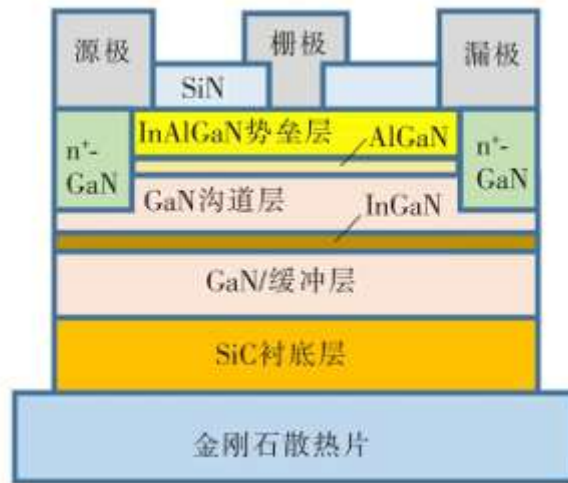 源极
栅极
漏极
SiN
InAlGaN势垒层
AlGaN
n⁺-
GaN
n⁺-
GaN
GaN沟道层
InGaN
GaN/缓冲层
SiC衬底层
金刚石散热片